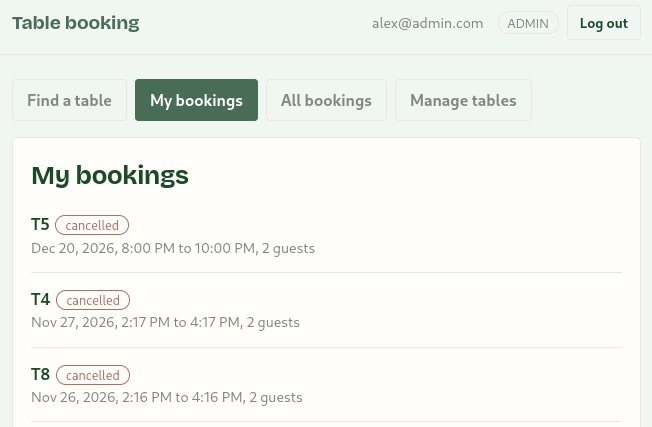 Table booking
alex@admin.com ADMIN Log out
Find a table My bookings All bookings Manage tables
My bookings
T5 cancelled
Dec 20, 2026, 8:00 PM to 10:00 PM, 2 guests
T4 cancelled
Nov 27, 2026, 2:17 PM to 4:17 PM, 2 guests
T8 cancelled
Nov 26, 2026, 2:16 PM to 4:16 PM, 2 guests